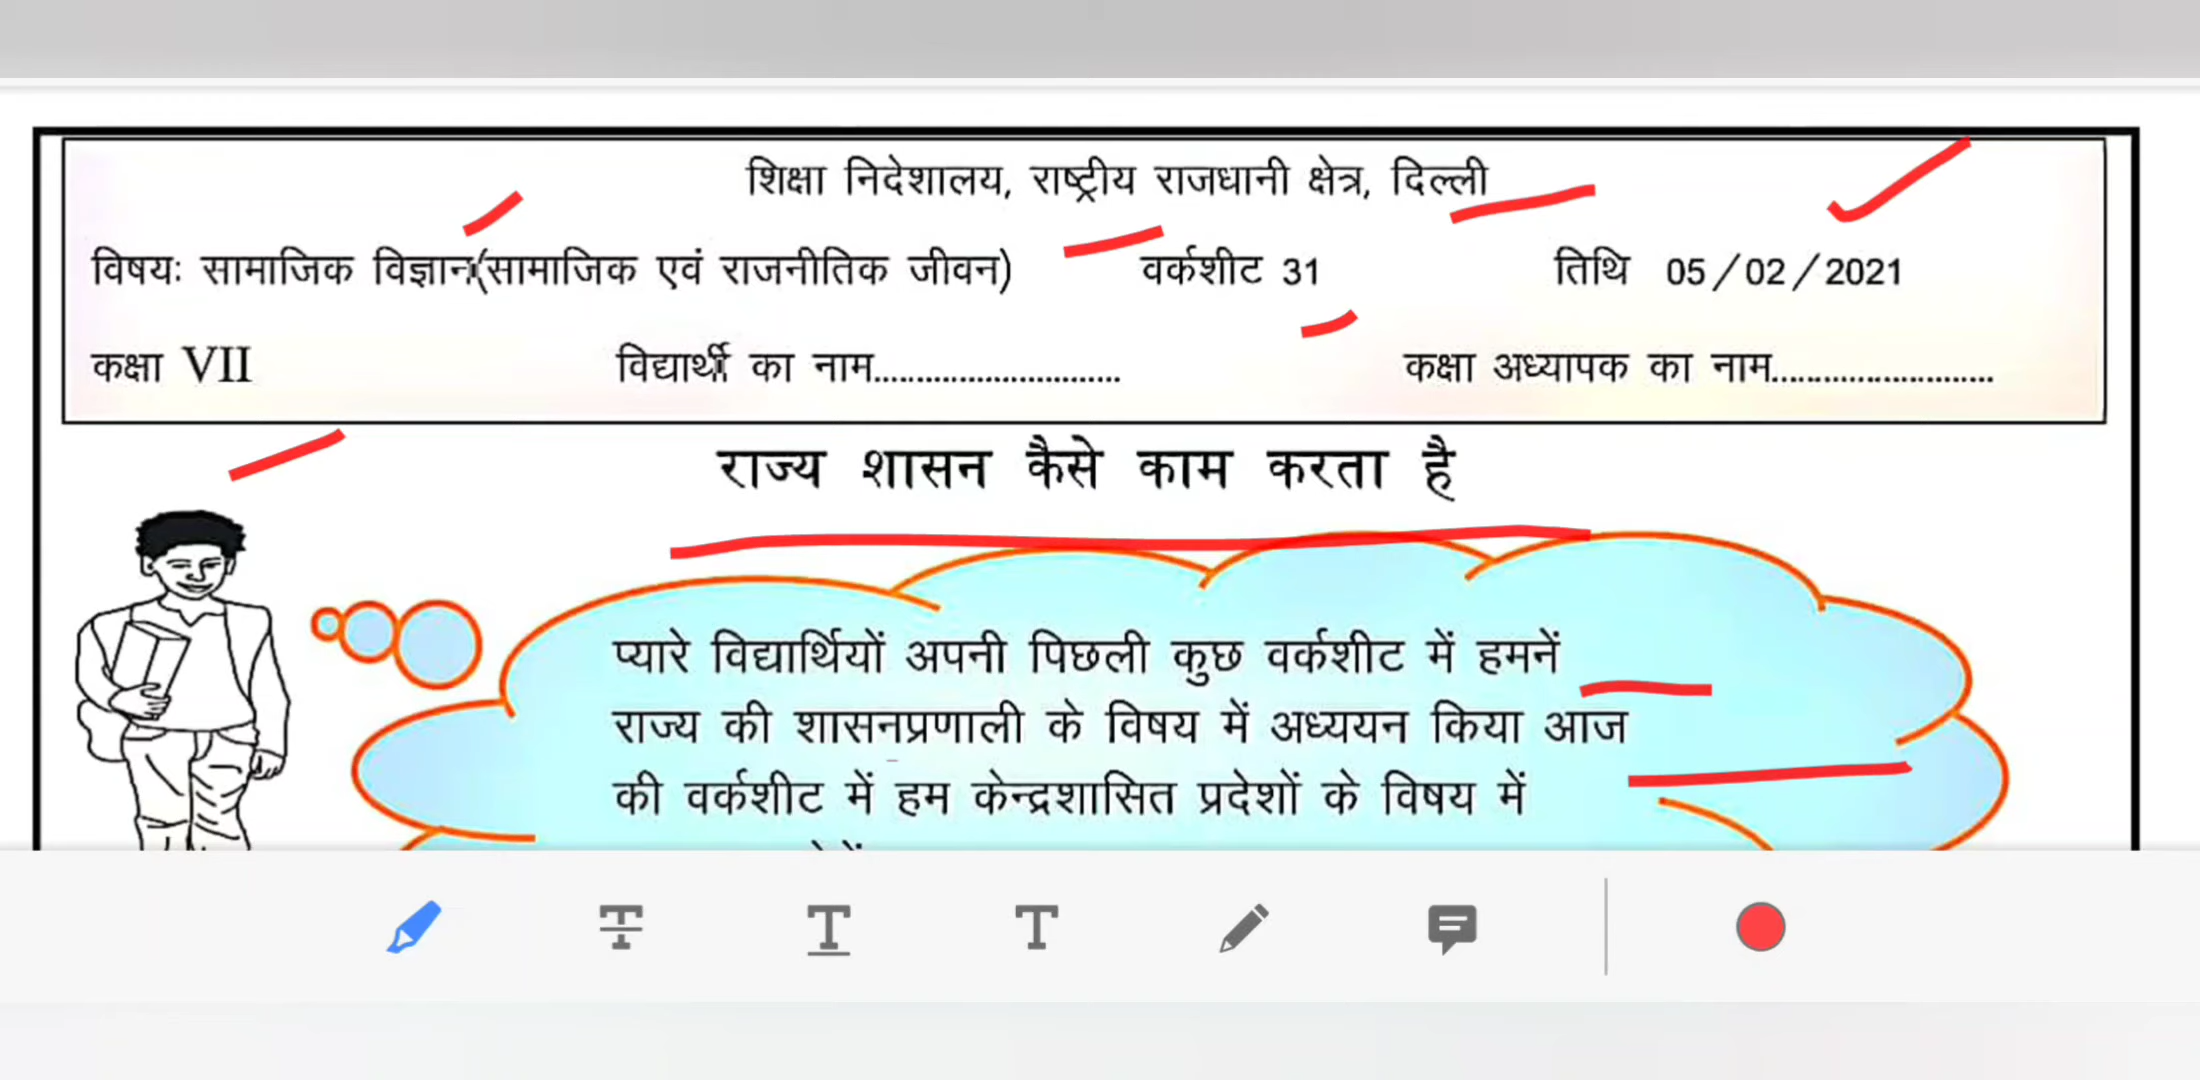 शिक्षा निदेशालय, राष्ट्रीय राजधानी क्षेत्र, दिल्ली
विषयः सामाजिक विज्ञान(सामाजिक एवं राजनीतिक जीवन) वर्कशीट 31 तिथि 05/02/2021
कक्षा VII विद्यार्थी का नाम............................. कक्षा अध्यापक का नाम..........................
राज्य शासन कैसे काम करता है
प्यारे विद्यार्थियों अपनी पिछली कुछ वर्कशीट में हमनें
राज्य की शासनप्रणाली के विषय में अध्ययन किया आज
की वर्कशीट में हम केन्द्रशासित प्रदेशों के विषय में